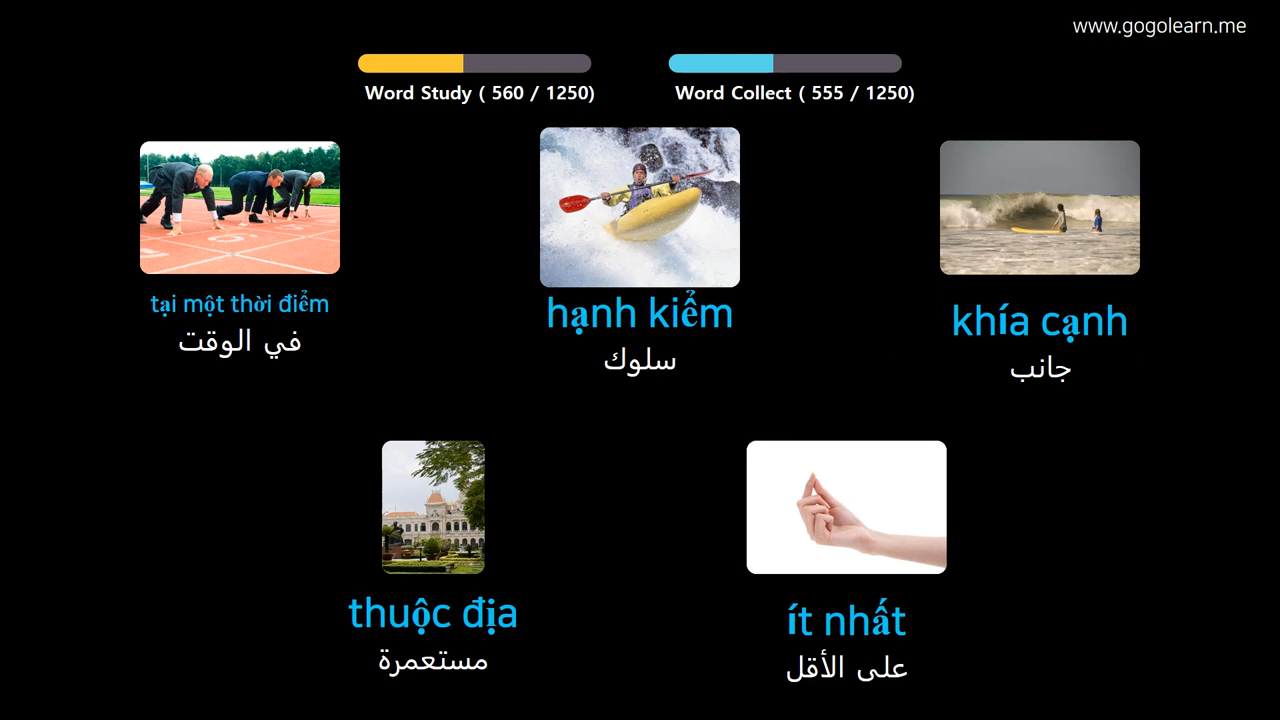 www.gogolearn.me
Word Study ( 560 / 1250)
Word Collect ( 555 / 1250)
tại một thời điểm
في الوقت
hạnh kiểm
سلوك
khía cạnh
جانب
thuộc địa
مستعمرة
ít nhất
على الأقل